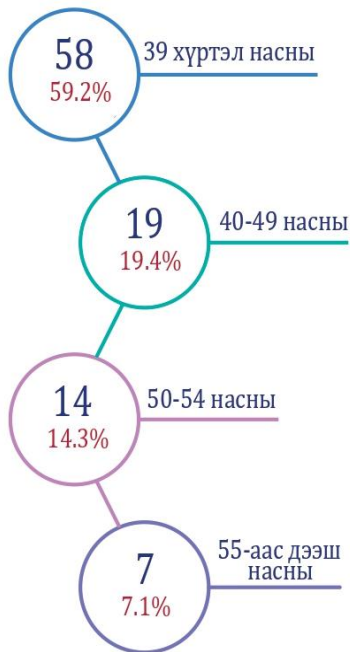 58
59.2%
39 хүртэл насны
19
19.4%
40-49 насны
14
14.3%
50-54 насны
7
7.1%
55-аас дээш
насны